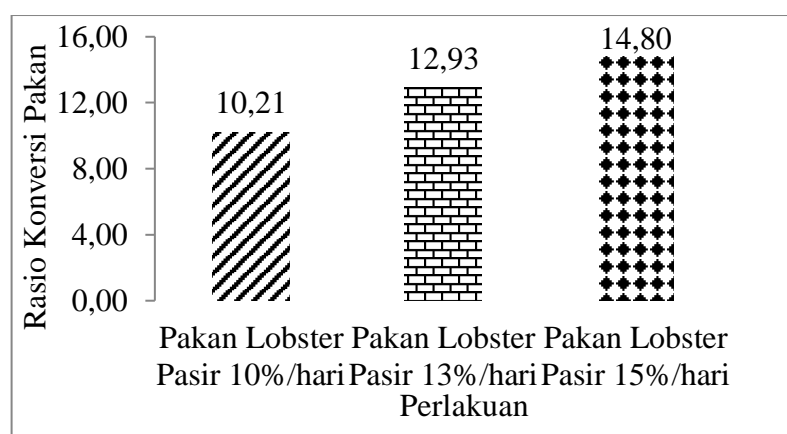 Rasio Konversi Pakan
16,00
12,00
8,00
4,00
0,00
10,21
12,93
14,80
Pakan Lobster
Pasir 10%/hari
Pakan Lobster
Pasir 13%/hari
Pakan Lobster
Pasir 15%/hari
Perlakuan